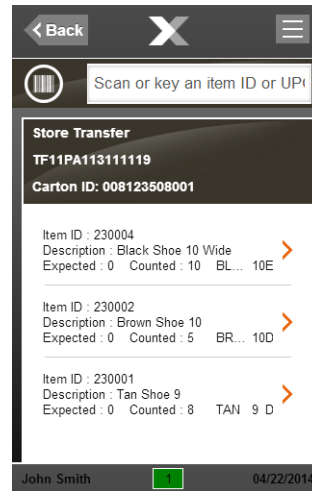 Back
X
Scan or key an item ID or UP
Store Transfer
TF11PA113111119
Carton ID: 008123508001
Item ID : 230004
Description : Black Shoe 10 Wide
Expected : 0 Counted : 10 BL... 10E
Item ID : 230002
Description : Brown Shoe 10
Expected : 0 Counted : 5 BR... 10D
Item ID : 230001
Description : Tan Shoe 9
Expected : 0 Counted : 8 TAN 9 D
John Smith 1 04/22/2014